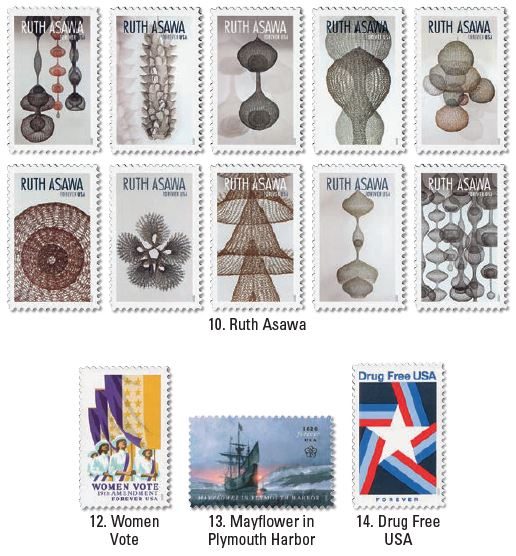 RUTH ASAWA
FOREVER USA
RUTH ASAWA
FOREVER USA
RUTH ASAWA
FOREVER USA
RUTH ASAWA
FOREVER USA
RUTH ASAWA
FOREVER USA
RUTH ASAWA
FOREVER USA
RUTH ASAWA
FOREVER USA
RUTH ASAWA
FOREVER USA
RUTH ASAWA
FOREVER USA
RUTH ASAWA
FOREVER USA
10. Ruth Asawa
WOMEN VOTE
19TH AMENDMENT
FOREVER USA
12. Women
Vote
1620
forever
USA
MAYFLOWER IN PLYMOUTH HARBOR
13. Mayflower in
Plymouth Harbor
Drug Free USA
FOREVER
14. Drug Free
USA